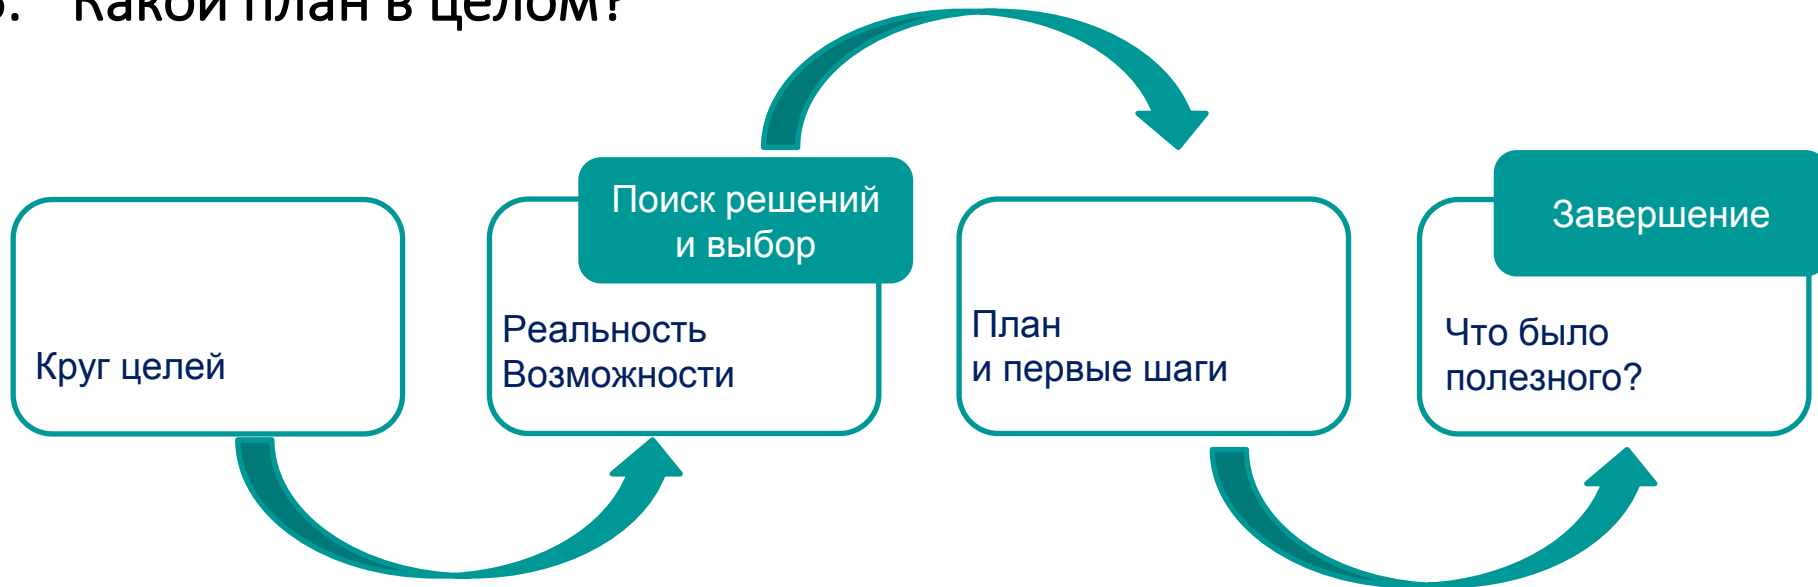 Какой план в целом?
Поиск решений
и выбор
Завершение
Круг целей
Реальность
Возможности
План
и первые шаги
Что было
полезного?